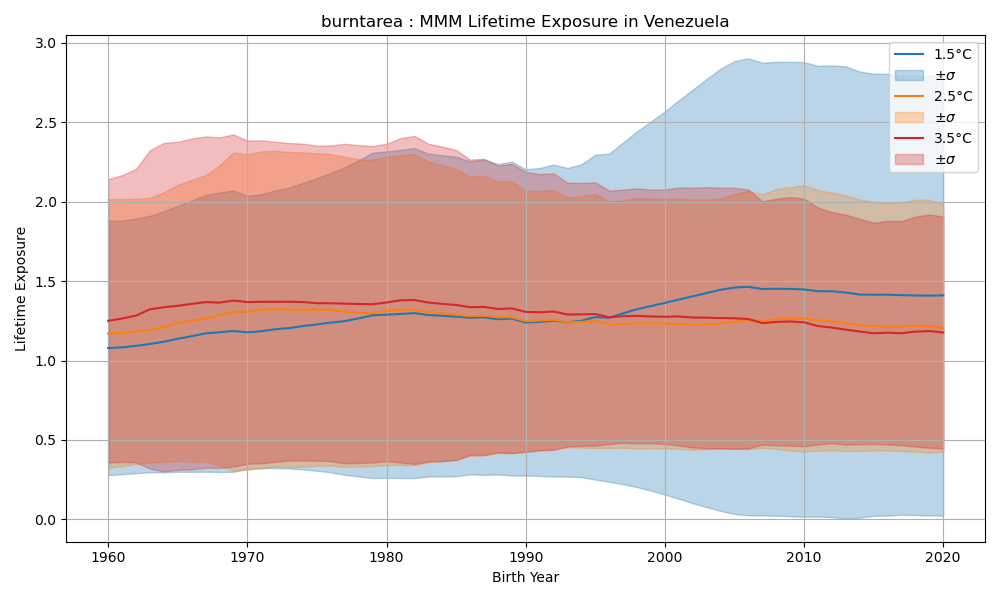 burntarea : MMM Lifetime Exposure in Venezuela
3.0
2.5
2.0
1.5
1.0
0.5
0.0
Lifetime Exposure
1.5°C
±σ
2.5°C
±σ
3.5°C
±σ
1960
1970
1980
1990
2000
2010
2020
Birth Year